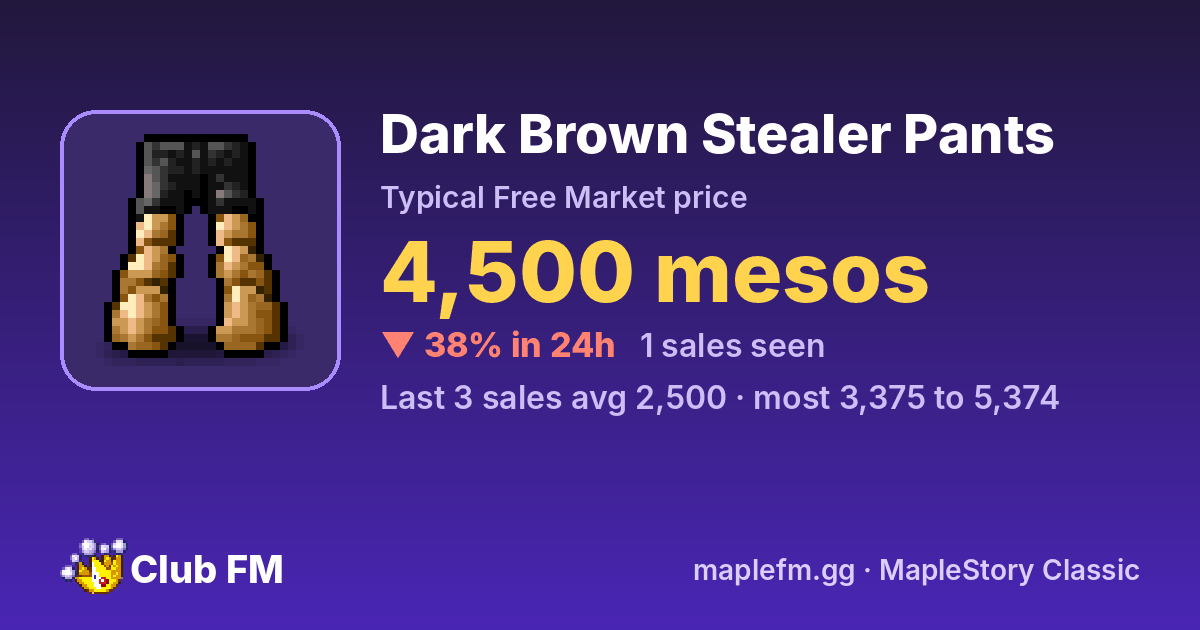 Dark Brown Stealer Pants
Typical Free Market price
4,500 mesos
▼ 38% in 24h 1 sales seen
Last 3 sales avg 2,500 · most 3,375 to 5,374
Club FM
maplefm.gg · MapleStory Classic